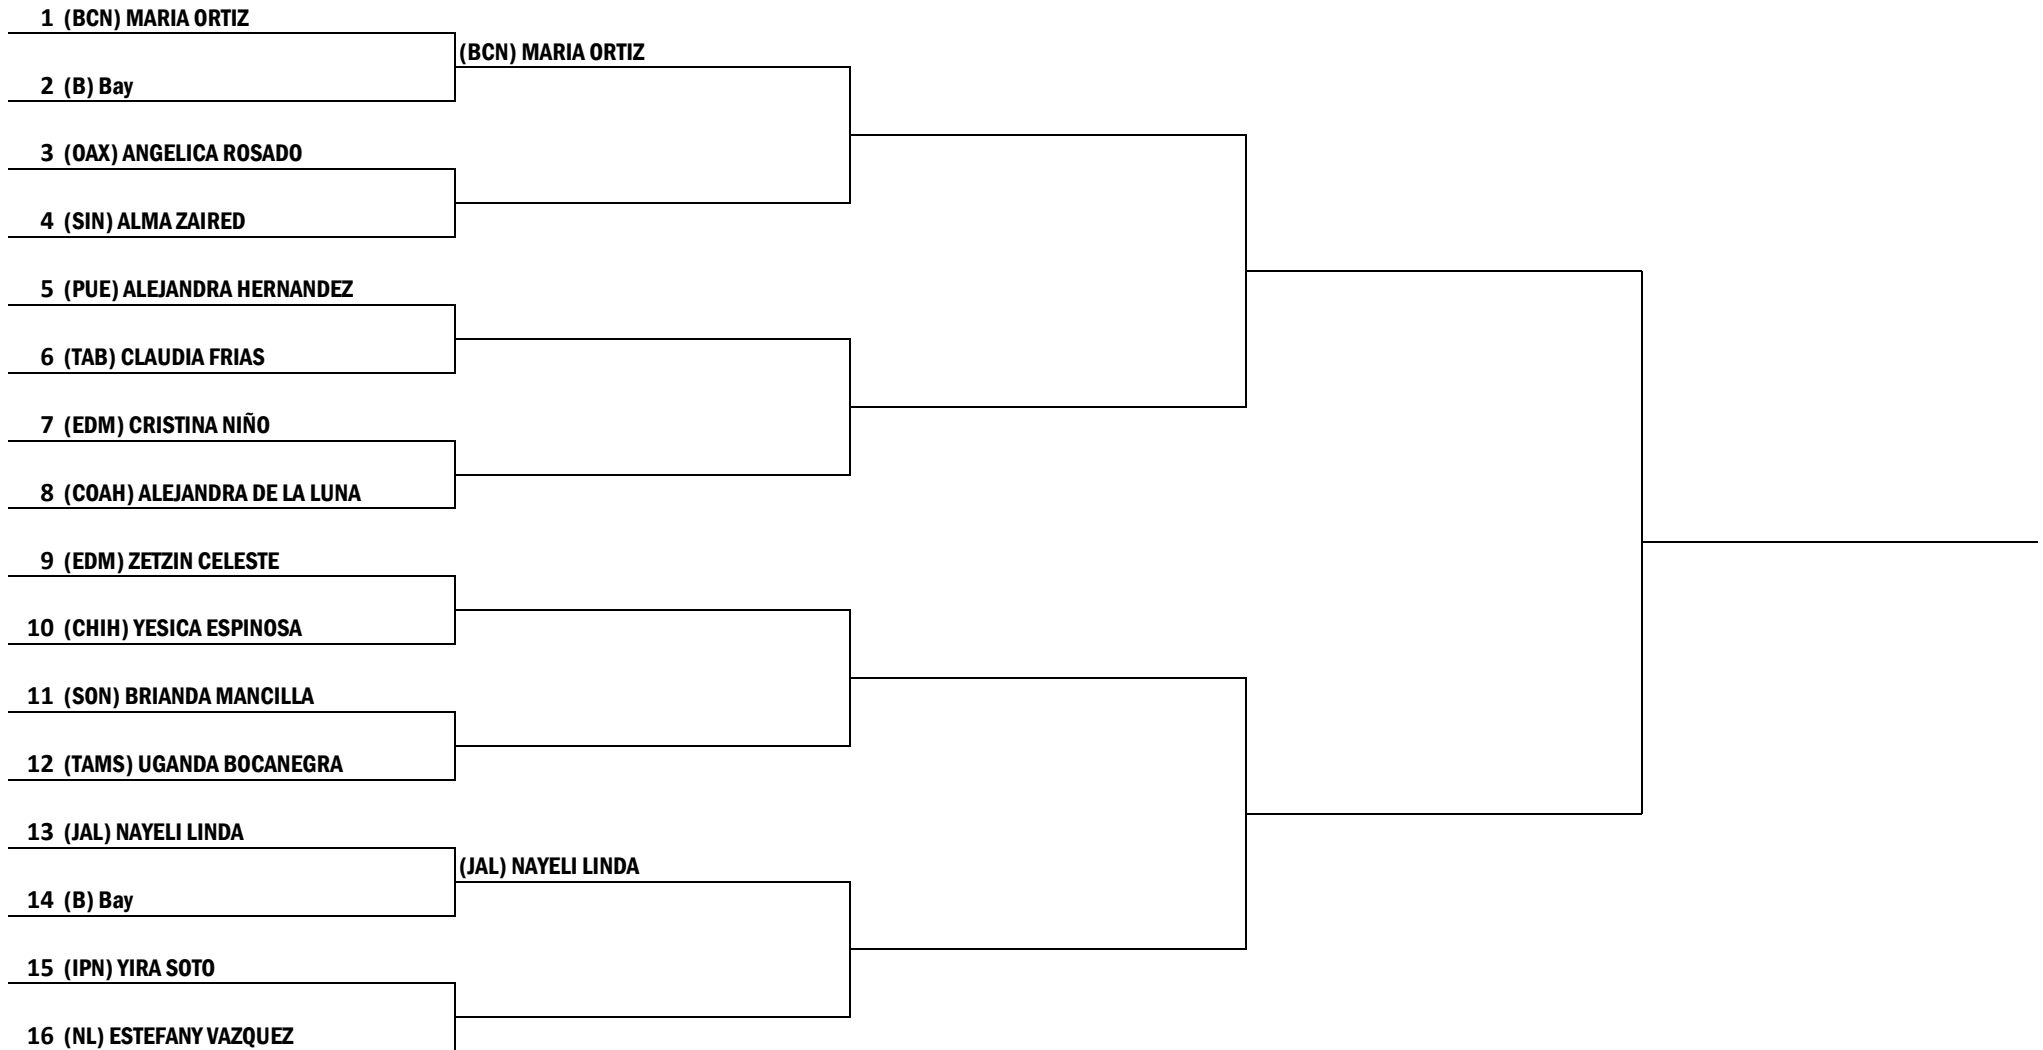 1 (BCN) MARIA ORTIZ
(BCN) MARIA ORTIZ
2 (B) Bay
3 (OAX) ANGELICA ROSADO
4 (SIN) ALMA ZAIRED
5 (PUE) ALEJANDRA HERNANDEZ
6 (TAB) CLAUDIA FRIAS
7 (EDM) CRISTINA NIÑO
8 (COAH) ALEJANDRA DE LA LUNA
9 (EDM) ZETZIN CELESTE
10 (CHIH) YESICA ESPINOSA
11 (SON) BRIANDA MANCILLA
12 (TAMS) UGANDA BOCANEGRA
13 (JAL) NAYELI LINDA
(JAL) NAYELI LINDA
14 (B) Bay
15 (IPN) YIRA SOTO
16 (NL) ESTEFANY VAZQUEZ